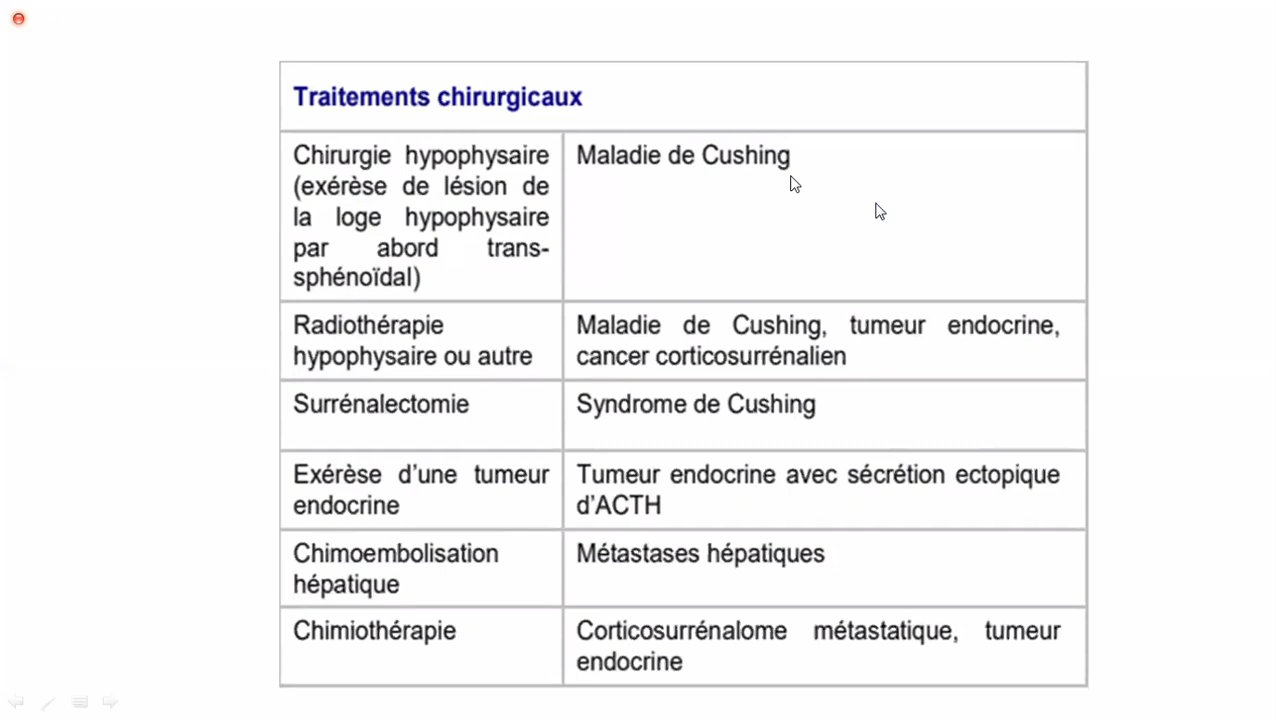 Traitements chirurgicaux
Chirurgie hypophysaire
(exérèse de lésion de
la loge hypophysaire
par abord trans-
sphénoïdal)
Maladie de Cushing
Radiothérapie
hypophysaire ou autre
Maladie de Cushing, tumeur endocrine,
cancer corticosurrénalien
Surrénalectomie
Syndrome de Cushing
Exérèse d’une tumeur
endocrine
Tumeur endocrine avec sécrétion ectopique
d’ACTH
Chimoembolisation
hépatique
Métastases hépatiques
Chimiothérapie
Corticosurrénalome métastatique, tumeur
endocrine